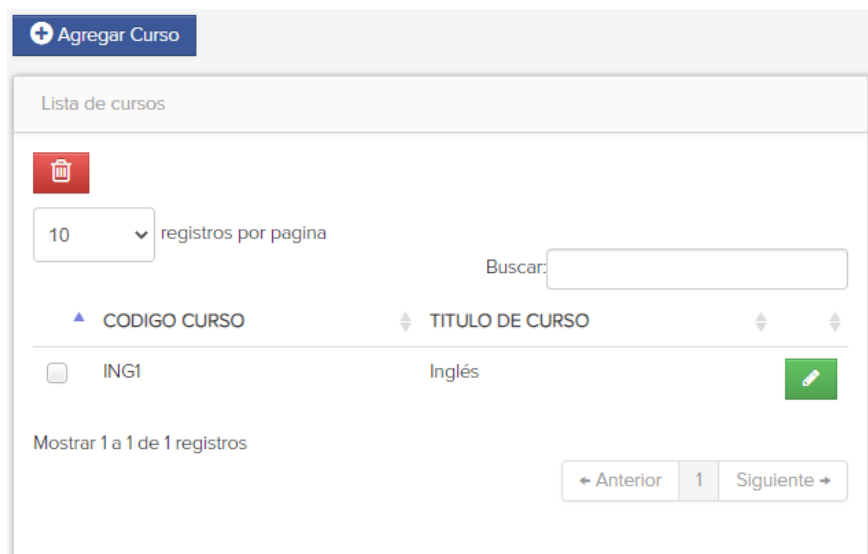 Agregar Curso
Lista de cursos
10 registros por pagina
Buscar:
CODIGO CURSO TITULO DE CURSO
ING1 Inglés
Mostrar 1 a 1 de 1 registros
← Anterior 1 Siguiente →